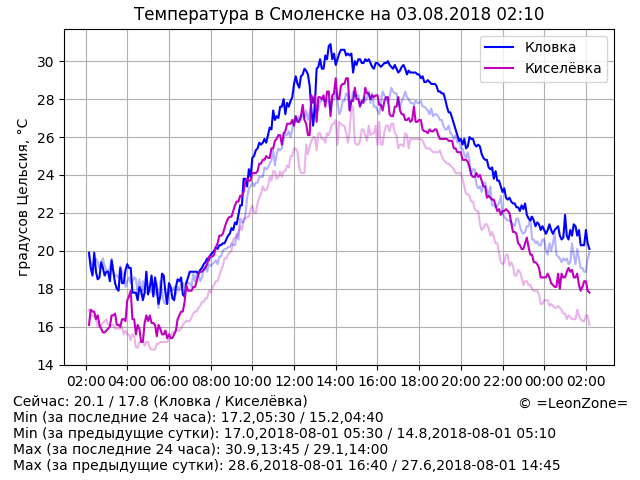 Температура в Смоленске на 03.08.2018 02:10
Кловка
Киселёвка
градусов Цельсия, °C
30
28
26
24
22
20
18
16
14
02:00 04:00 06:00 08:00 10:00 12:00 14:00 16:00 18:00 20:00 22:00 00:00 02:00
Сейчас: 20.1 / 17.8 (Кловка / Киселёвка)
© =LeonZone=
Min (за последние 24 часа): 17.2,05:30 / 15.2,04:40
Min (за предыдущие сутки): 17.0,2018-08-01 05:30 / 14.8,2018-08-01 05:10
Max (за последние 24 часа): 30.9,13:45 / 29.1,14:00
Max (за предыдущие сутки): 28.6,2018-08-01 16:40 / 27.6,2018-08-01 14:45